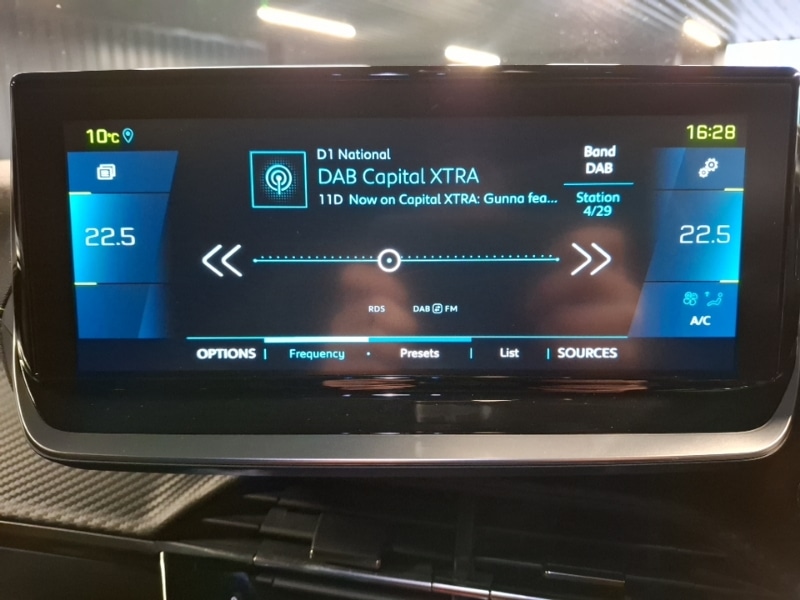 10°C
16:28
D1 National
DAB Capital XTRA
11D Now on Capital XTRA: Gunna fea...
Band
DAB
Station
4/29
22.5
22.5
RDS DAB FM
A/C
OPTIONS | Frequency • Presets | List | SOURCES